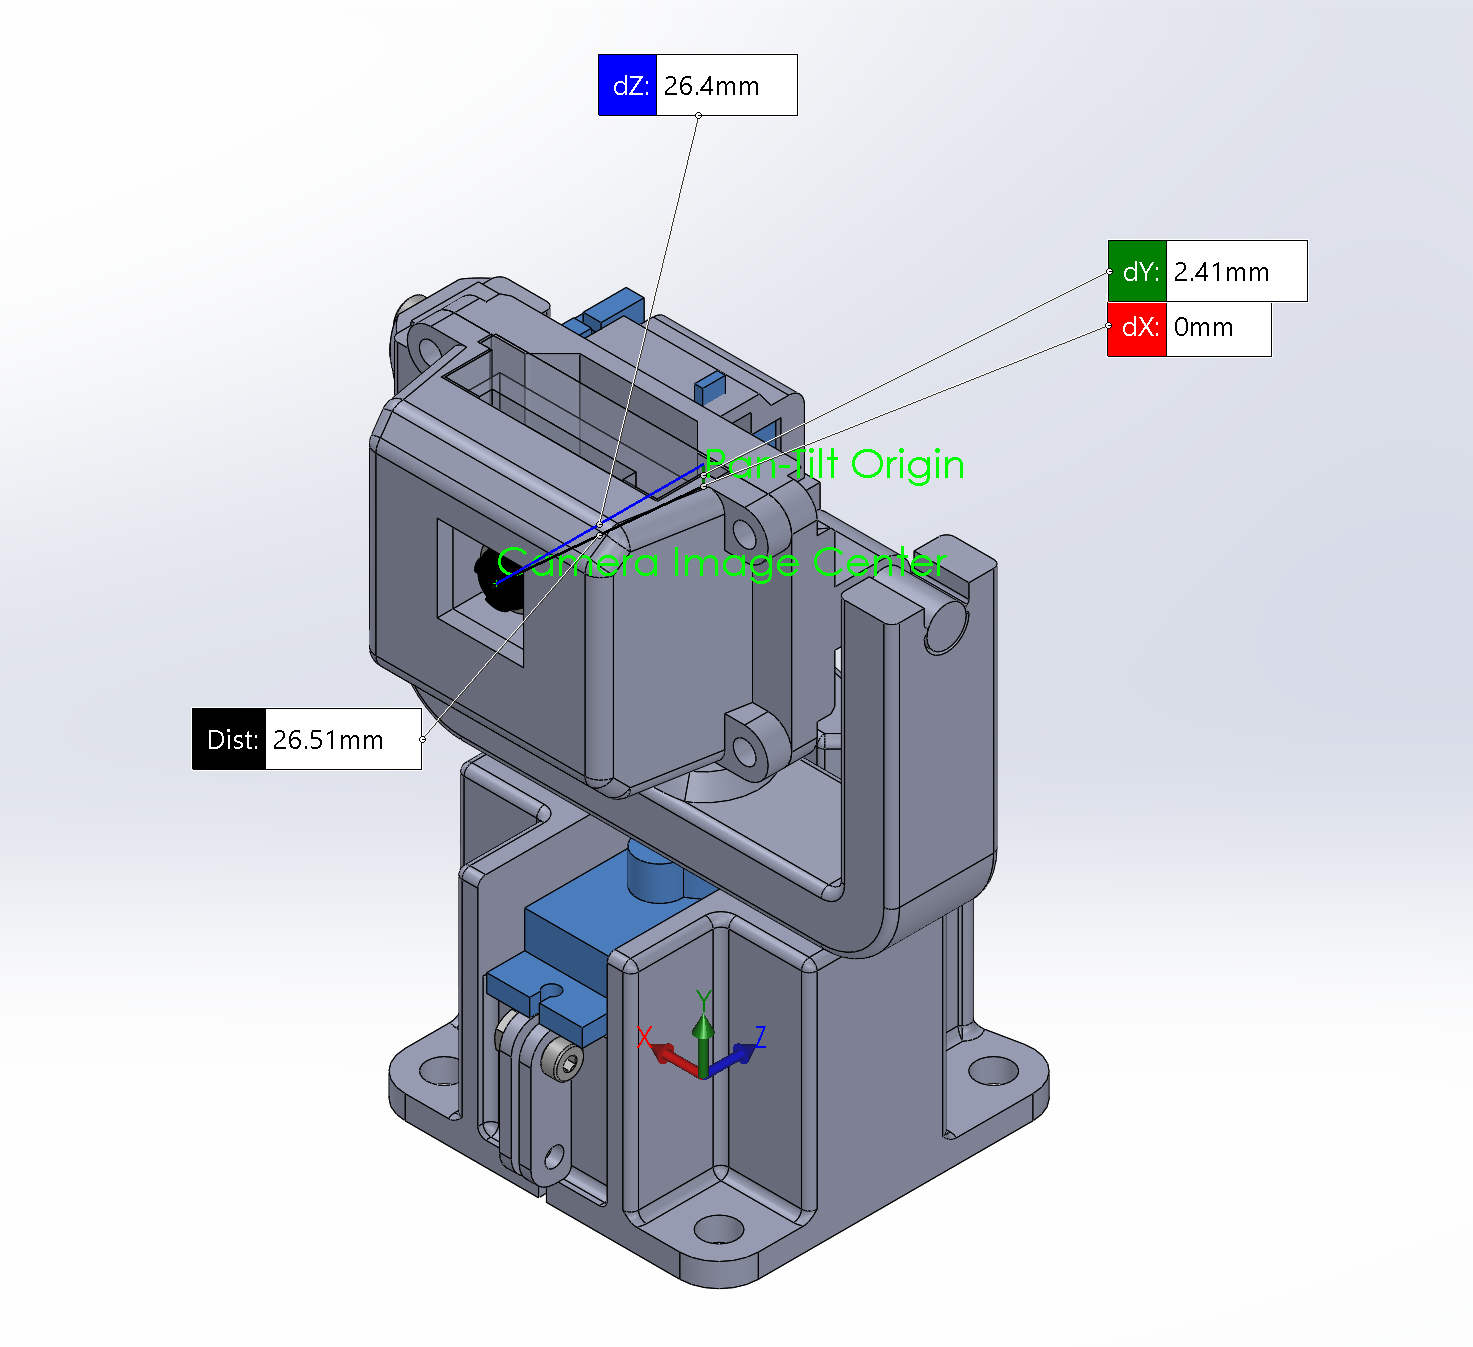 dZ: 26.4mm
dY: 2.41mm
dX: 0mm
Pan-Tilt Origin
Camera Image Center
Dist: 26.51mm
Y
X
Z